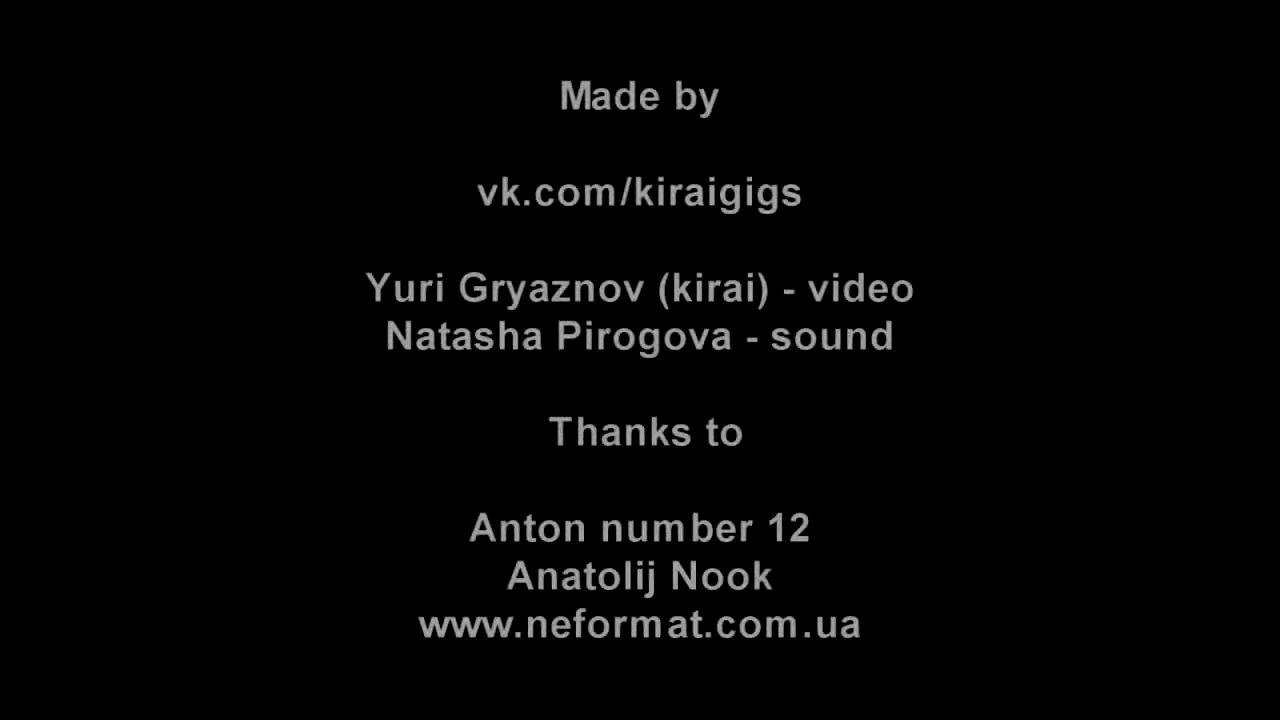 Made by
vk.com/kiraigigs
Yuri Gryaznov (kirai) - video
Natasha Pirogova - sound
Thanks to
Anton number 12
Anatolij Nook
www.neformat.com.ua